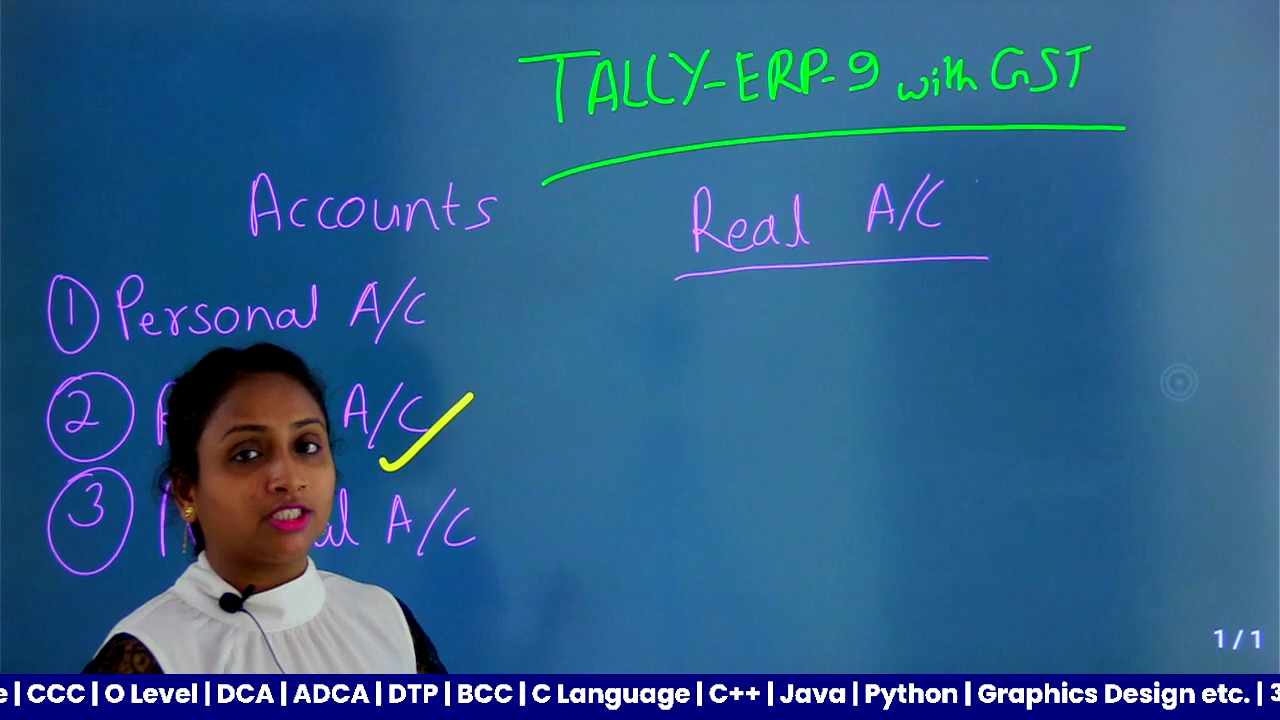 TALLY-ERP-9 with GST
Accounts
Real A/C
1 Personal A/C
2 A/C
3 A/C
1/1
| CCC | O Level | DCA | ADCA | DTP | BCC | C Language | C++ | Java | Python | Graphics Design etc. |